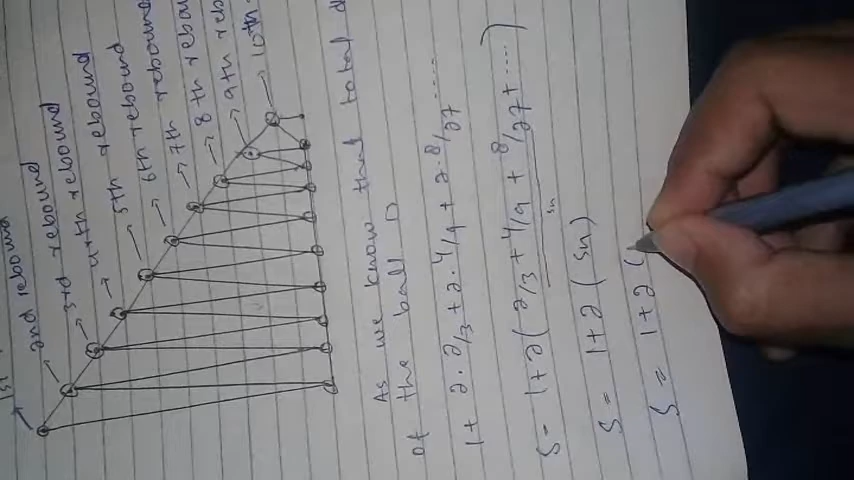 1st
2nd rebound
3rd rebound
4th rebound
5th rebound
6th rebound
7th rebound
8th rebound
9th reb
10th
As we know that total d
of the ball
1 + 2·2/3 + 2·4/9 + 2·8/27 ....
S = 1+2(2/3 + 4/9 + 8/27 + ....)
Sn
S = 1+2(Sn)
S = 1+2(